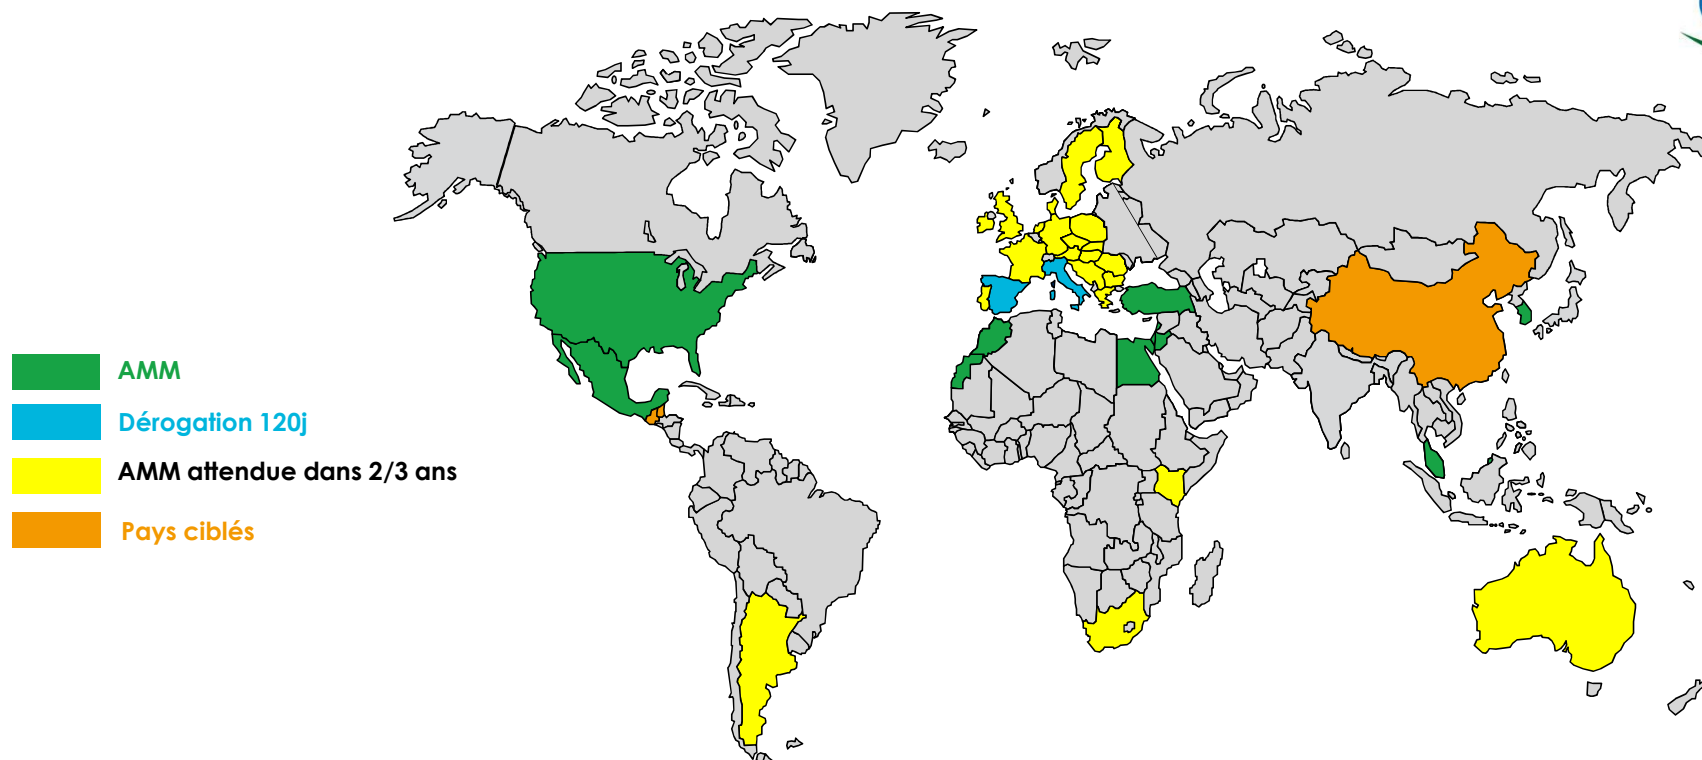 AMM
Dérogation 120j
AMM attendue dans 2/3 ans
Pays ciblés